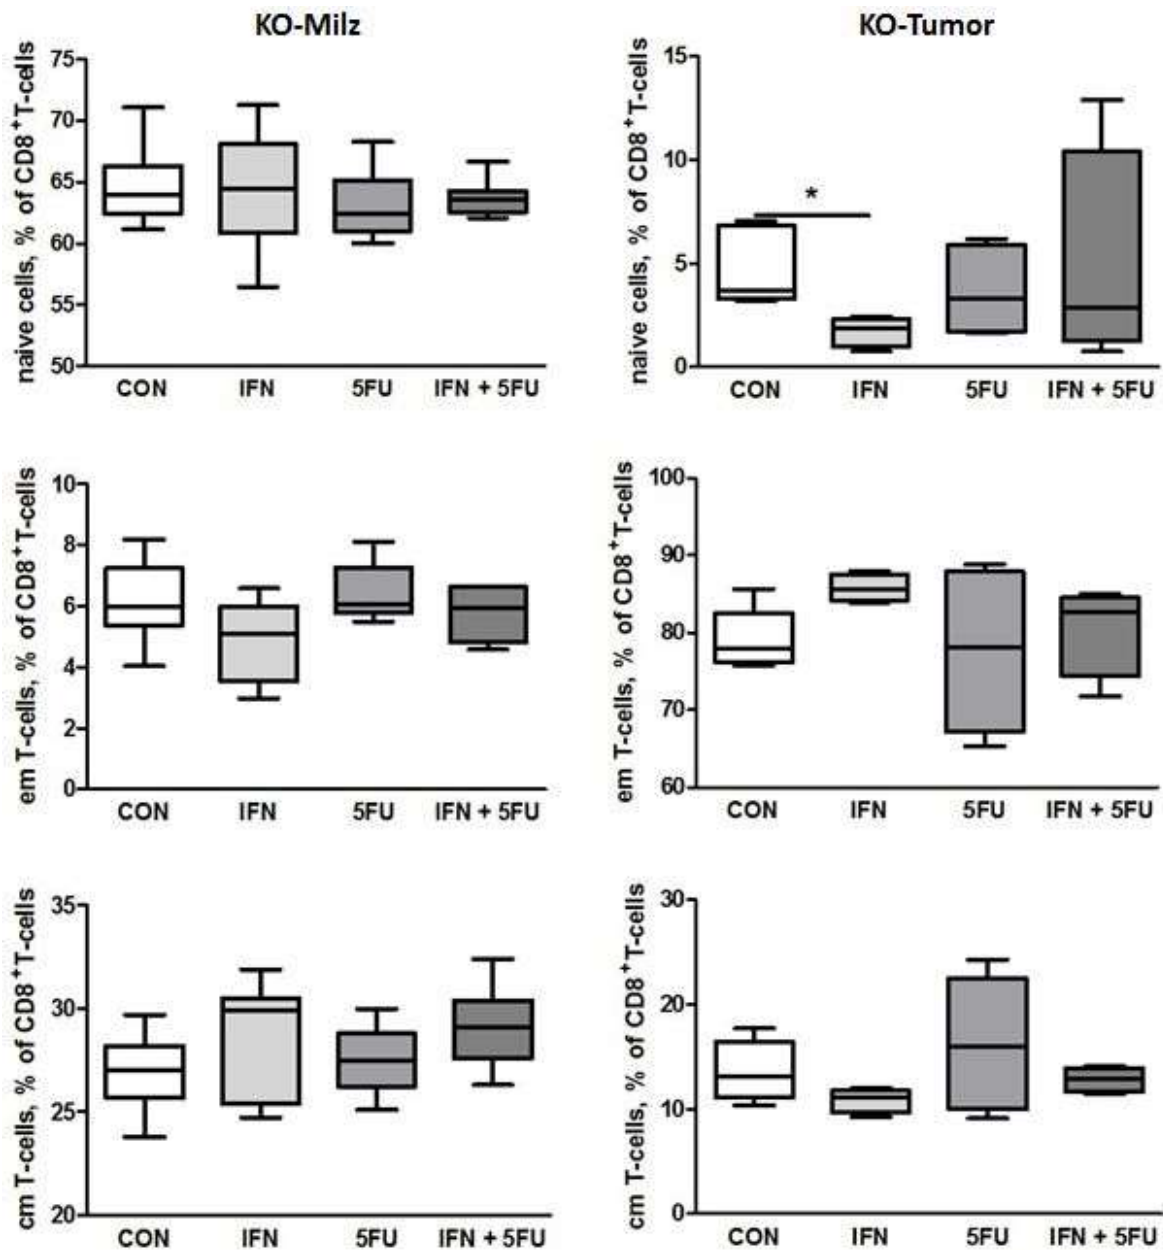 KO-Milz
KO-Tumor
naive cells, % of CD8⁺T-cells
75
70
65
60
55
50
CON IFN 5FU IFN + 5FU
naive cells, % of CD8⁺T-cells
15
10
5
0
*
CON IFN 5FU IFN + 5FU
em T-cells, % of CD8⁺T-cells
10
8
6
4
2
0
CON IFN 5FU IFN + 5FU
em T-cells, % of CD8⁺T-cells
100
90
80
70
60
CON IFN 5FU IFN + 5FU
cm T-cells, % of CD8⁺T-cells
35
30
25
20
CON IFN 5FU IFN + 5FU
cm T-cells, % of CD8⁺T-cells
30
20
10
0
CON IFN 5FU IFN + 5FU